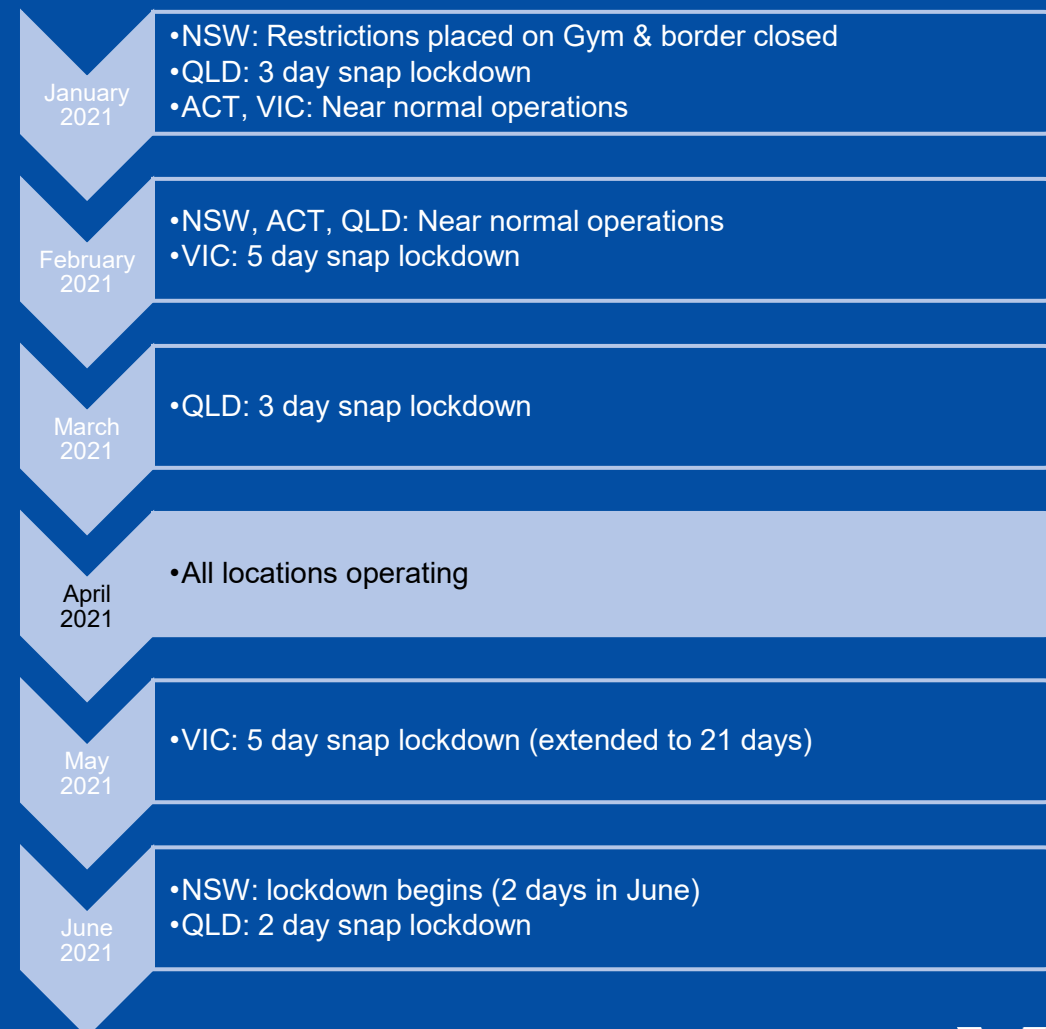 January
2021
•NSW: Restrictions placed on Gym & border closed
•QLD: 3 day snap lockdown
•ACT, VIC: Near normal operations
February
2021
•NSW, ACT, QLD: Near normal operations
•VIC: 5 day snap lockdown
March
2021
•QLD: 3 day snap lockdown
April
2021
•All locations operating
May
2021
•VIC: 5 day snap lockdown (extended to 21 days)
June
2021
•NSW: lockdown begins (2 days in June)
•QLD: 2 day snap lockdown